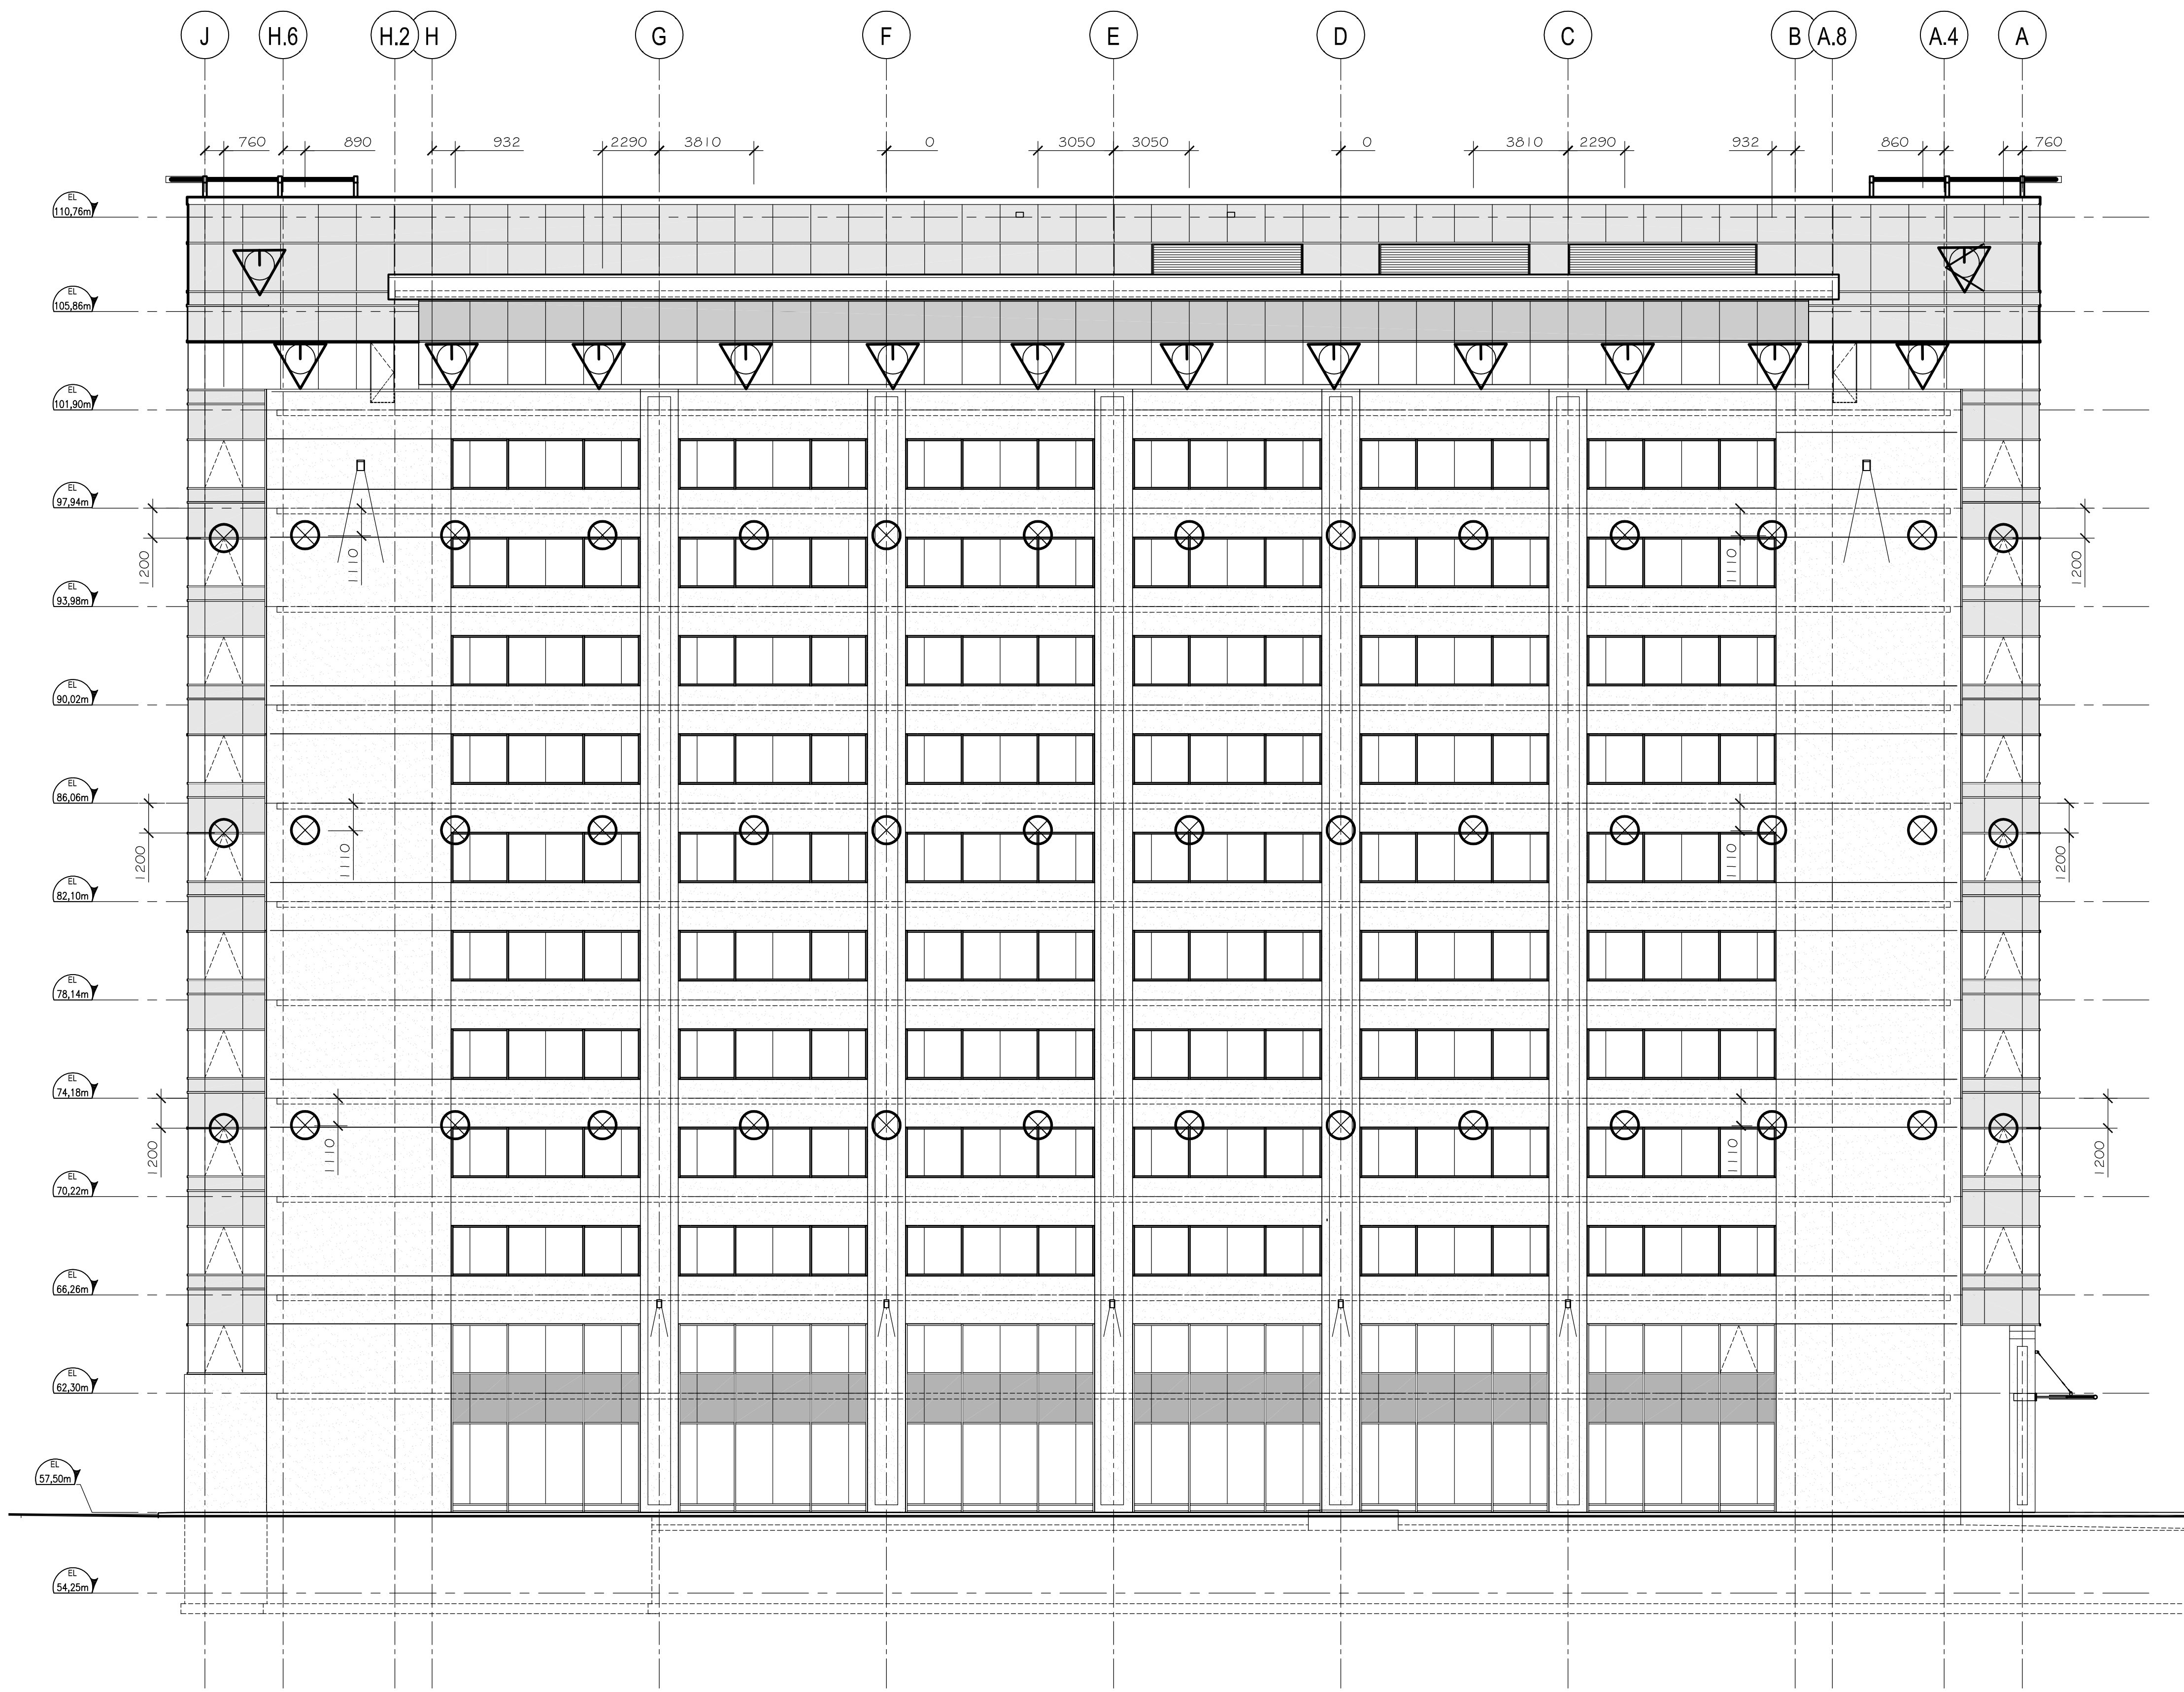 J H.6 H.2 H G F E D C B A.8 A.4 A
760 890 932 2290 3810 0 3050 3050 0 3810 2290 932 860 760
EL
110,76m
EL
105,86m
EL
101,90m
EL
97,94m
1200 1110 1110 1200
EL
93,98m
EL
90,02m
EL
86,06m
1200 1110 1110 1200
EL
82,10m
EL
78,14m
EL
74,18m
1200 1110 1110 1200
EL
70,22m
EL
66,26m
EL
62,30m
EL
57,50m
EL
54,25m